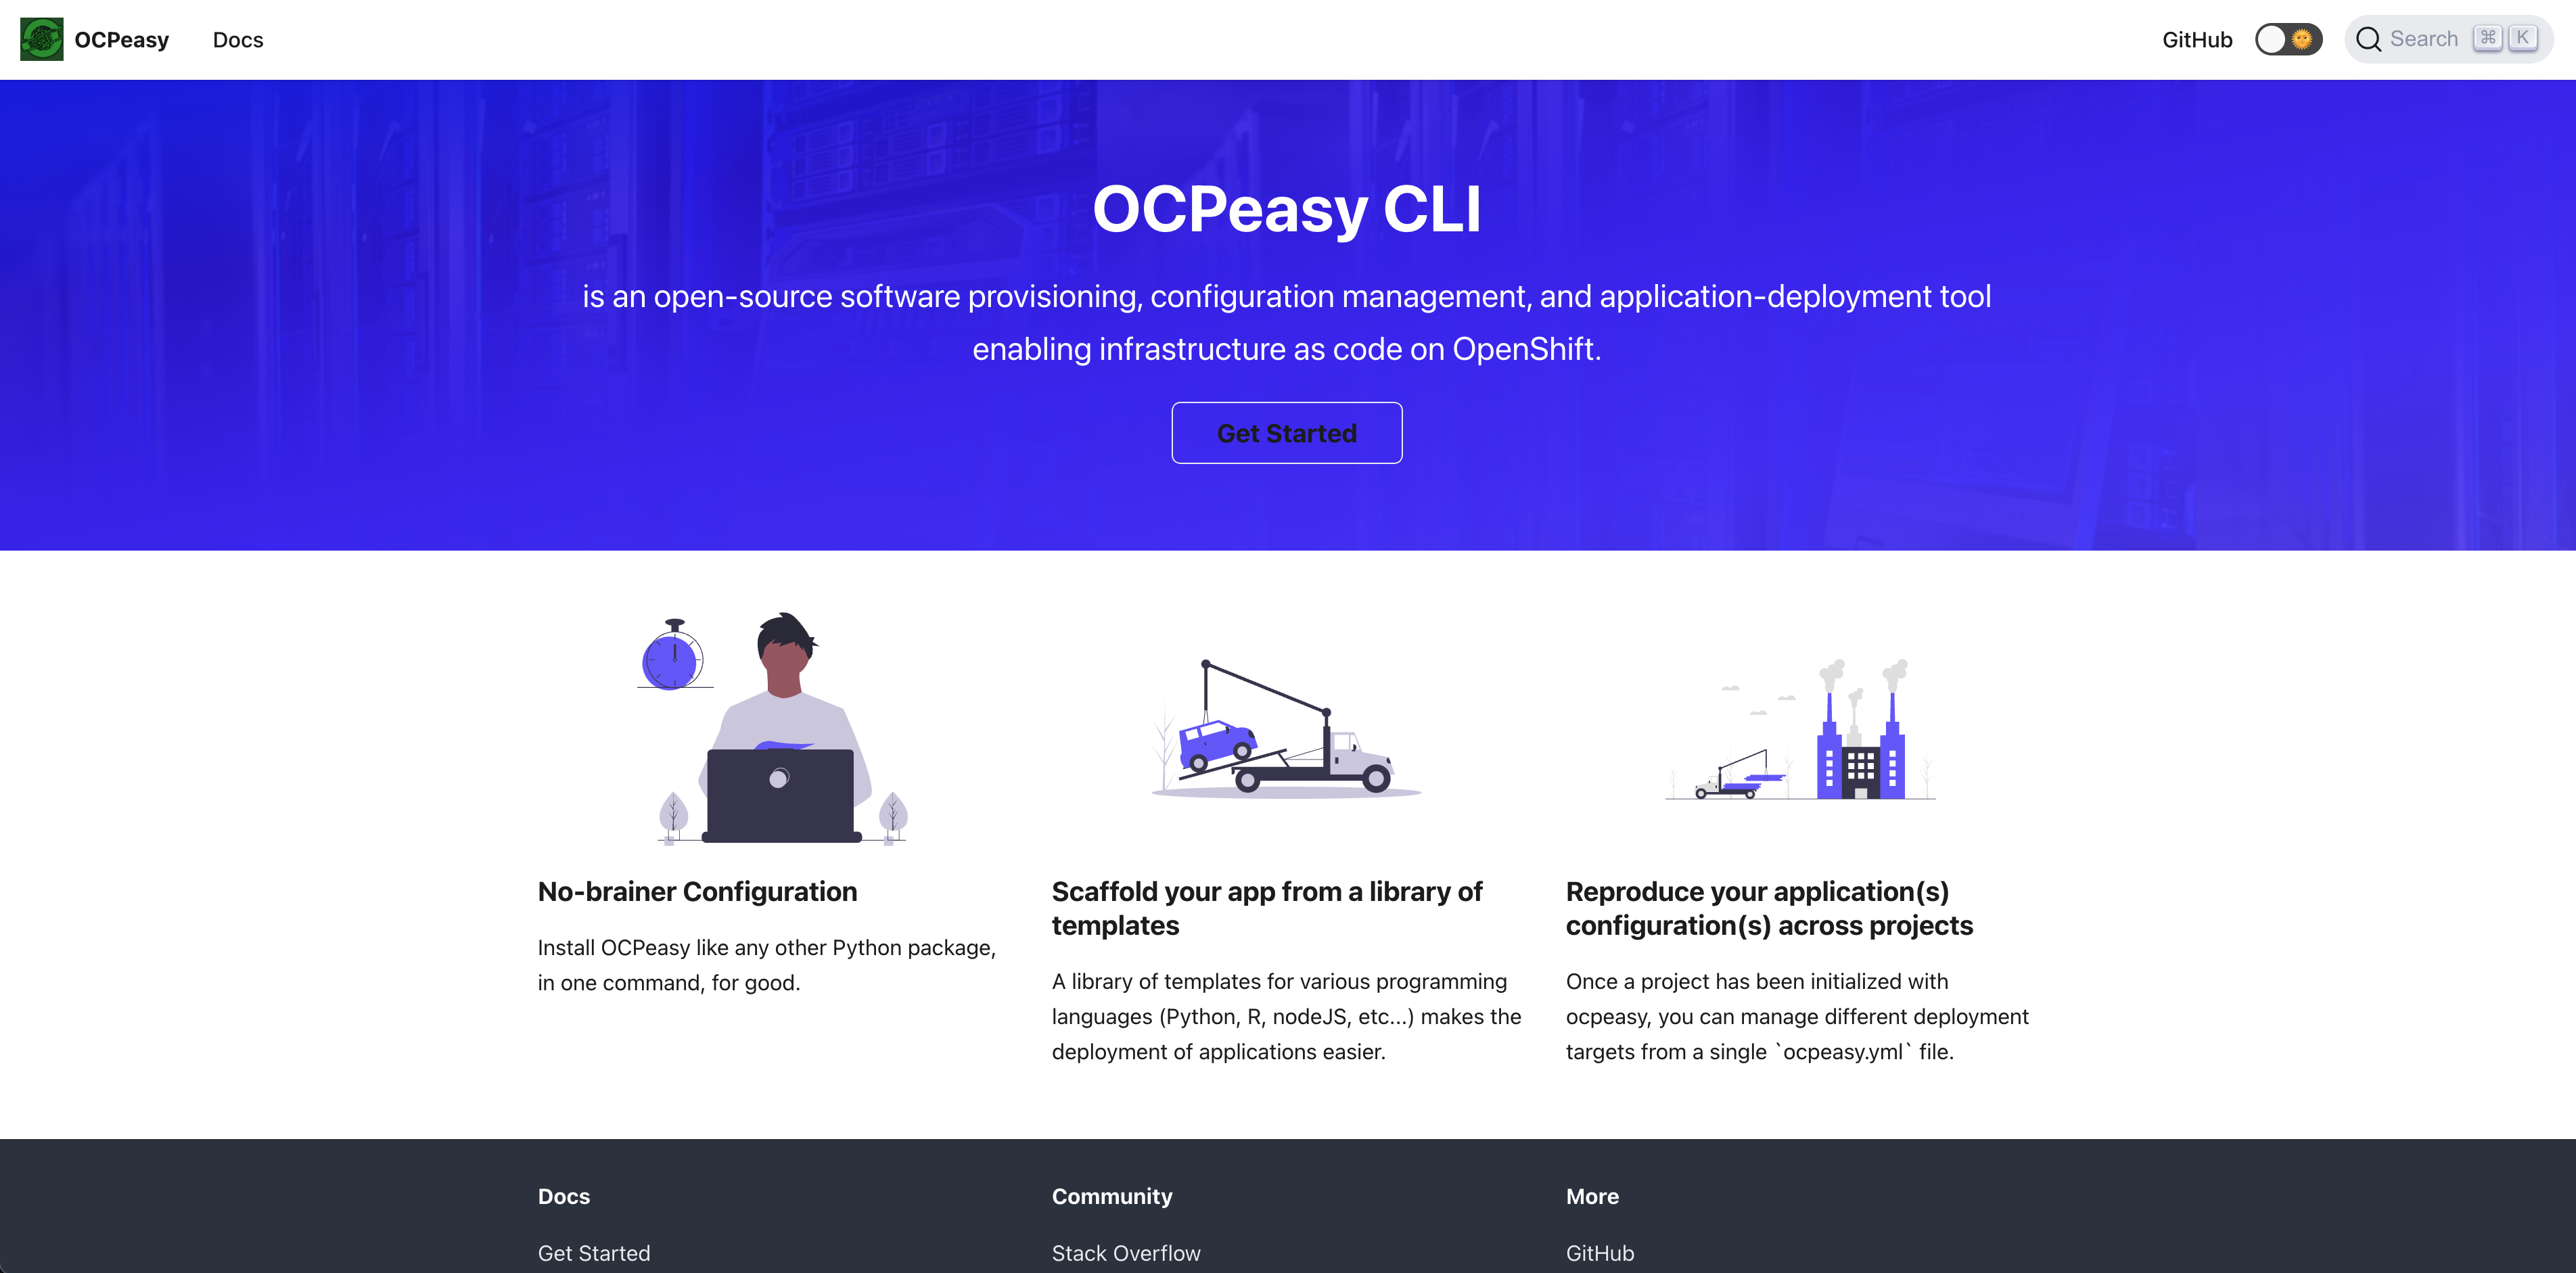 OCPeasy
Docs
GitHub
Search ⌘ K
OCPeasy CLI
is an open-source software provisioning, configuration management, and application-deployment tool
enabling infrastructure as code on OpenShift.
Get Started
No-brainer Configuration
Install OCPeasy like any other Python package,
in one command, for good.
Scaffold your app from a library of
templates
A library of templates for various programming
languages (Python, R, nodeJS, etc...) makes the
deployment of applications easier.
Reproduce your application(s)
configuration(s) across projects
Once a project has been initialized with
ocpeasy, you can manage different deployment
targets from a single `ocpeasy.yml` file.
Docs
Get Started
Community
Stack Overflow
More
GitHub